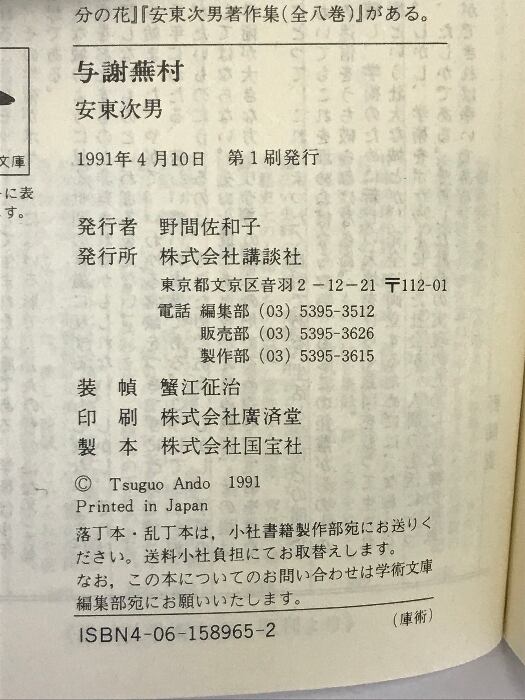 分の花』『安東次男著作集(全八巻)』がある。
与謝蕪村
安東次男
文庫
に表
す。
1991年4月10日 第1刷発行
発行者 野間佐和子
発行所 株式会社講談社
東京都文京区音羽2-12-21 〒112-01
電話 編集部 (03) 5395-3512
販売部 (03) 5395-3626
製作部 (03) 5395-3615
装 幀 蟹江征治
印 刷 株式会社廣済堂
製 本 株式会社国宝社
© Tsuguo Ando 1991
Printed in Japan
落丁本・乱丁本は,小社書籍製作部宛にお送りく
ださい。送料小社負担にてお取替えします。
なお,この本についてのお問い合わせは学術文庫
編集部宛にお願いいたします。
ISBN4-06-158965-2
(庫術)